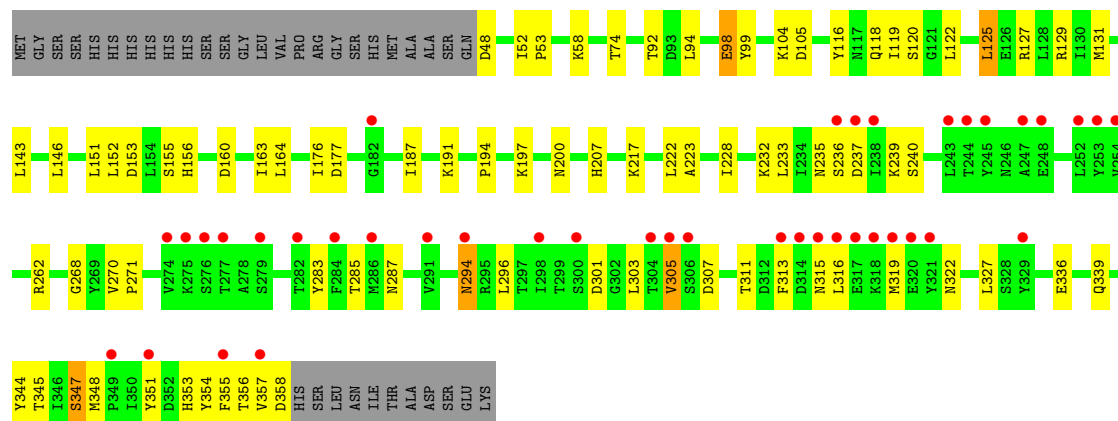 MET GLY SER SER HIS HIS HIS HIS HIS HIS SER SER GLY LEU VAL PRO ARG GLY SER HIS MET ALA ALA SER GLN D48 I52 P53 K58 T74 T92 D93 L94 E98 Y99 K104 D105 Y116 N117 Q118 I119 S120 G121 L122 L125 E126 R127 L128 R129 I130 M131
L143 L146 L151 L152 D153 L154 S155 H156 D160 I163 L164 I176 D177 G182 I187 K191 P194 K197 N200 H207 K217 L222 A223 I228 K232 L233 I234 N235 S236 D237 I238 K239 S240 L243 T244 Y245 N246 A247 E248 L252 Y253 V254
R262 G268 Y269 V270 P271 V274 K275 S276 T277 A278 S279 T282 Y283 F284 T285 M286 N287 V291 N294 R295 L296 T297 I298 T299 S300 D301 G302 L303 T304 V305 S306 D307 T311 D312 F313 D314 N315 L316 E317 K318 M319 E320 Y321 N322 L327 S328 Y329 E336 Q339
Y344 T345 I346 S347 M348 P349 I350 Y351 D352 H353 Y354 F355 T356 V357 D358 HIS SER LEU ASN ILE THR ALA ASP SER GLU LYS